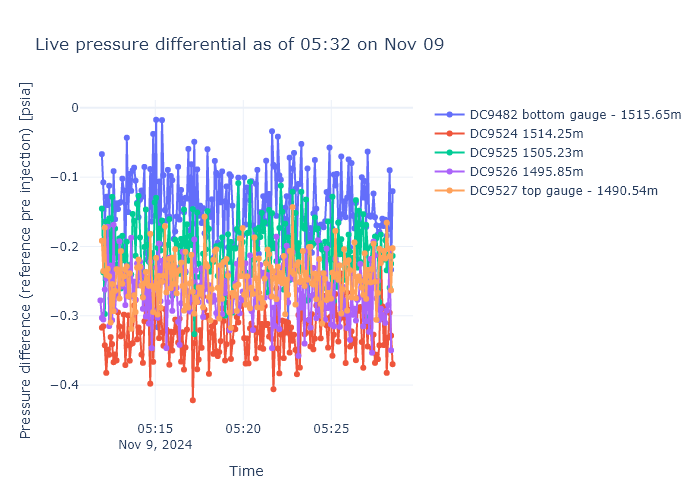 Live pressure differential as of 05:32 on Nov 09
Pressure difference (reference pre injection) [psia]
0
−0.1
−0.2
−0.3
−0.4
05:15
05:20
05:25
Nov 9, 2024
Time
DC9482 bottom gauge - 1515.65m
DC9524 1514.25m
DC9525 1505.23m
DC9526 1495.85m
DC9527 top gauge - 1490.54m